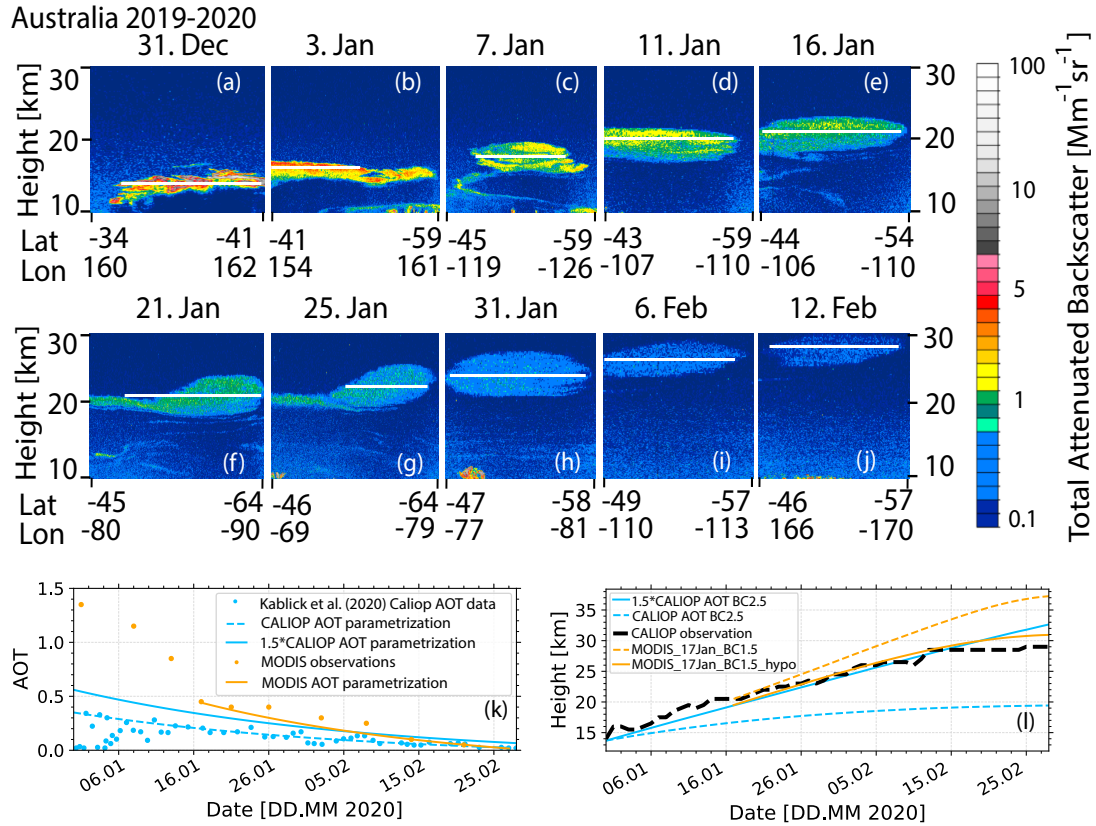 Australia 2019-2020
31. Dec 3. Jan 7. Jan 11. Jan 16. Jan
(a) (b) (c) (d) (e)
Height [km]
30 20 10
30 20 10
Lat -34 -41 -41 -59 -45 -59 -43 -59 -44 -54
Lon 160 162 154 161 -119 -126 -107 -110 -106 -110
21. Jan 25. Jan 31. Jan 6. Feb 12. Feb
Height [km]
30 20 10
30 20 10
(f) (g) (h) (i) (j)
Lat -45 -64 -46 -64 -47 -58 -49 -57 -46 -57
Lon -80 -90 -69 -79 -77 -81 -110 -113 166 -170
100
10
5
1
0.1
Total Attenuated Backscatter [Mm⁻¹sr⁻¹]
AOT
1.5
1.0
0.5
0.0
Kablick et al. (2020) Caliop AOT data
CALIOP AOT parametrization
1.5*CALIOP AOT parametrization
MODIS observations
MODIS AOT parametrization
(k)
06.01 16.01 26.01 05.02 15.02 25.02
Date [DD.MM 2020]
Height [km]
35
30
25
20
15
1.5*CALIOP AOT BC2.5
CALIOP AOT BC2.5
CALIOP observation
MODIS_17Jan_BC1.5
MODIS_17Jan_BC1.5_hypo
(l)
06.01 16.01 26.01 05.02 15.02 25.02
Date [DD.MM 2020]